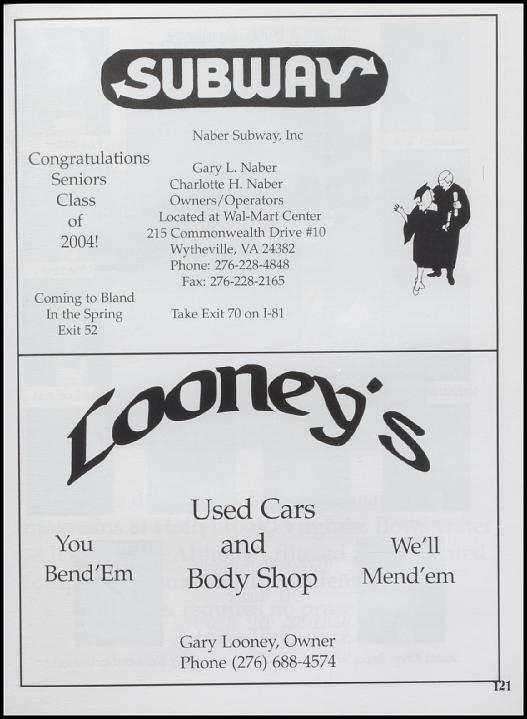 SUBWAY
Naber Subway, Inc
Congratulations
Seniors
Class
of
2004!
Gary L. Naber
Charlotte H. Naber
Owners/Operators
Located at Wal-Mart Center
215 Commonwealth Drive #10
Wytheville, VA 24382
Phone: 276-228-4848
Fax: 276-228-2165
Coming to Bland
In the Spring
Exit 52
Take Exit 70 on I-81
Looney's
Used Cars
and
Body Shop
You
Bend'Em
We'll
Mend'em
Gary Looney, Owner
Phone (276) 688-4574
121